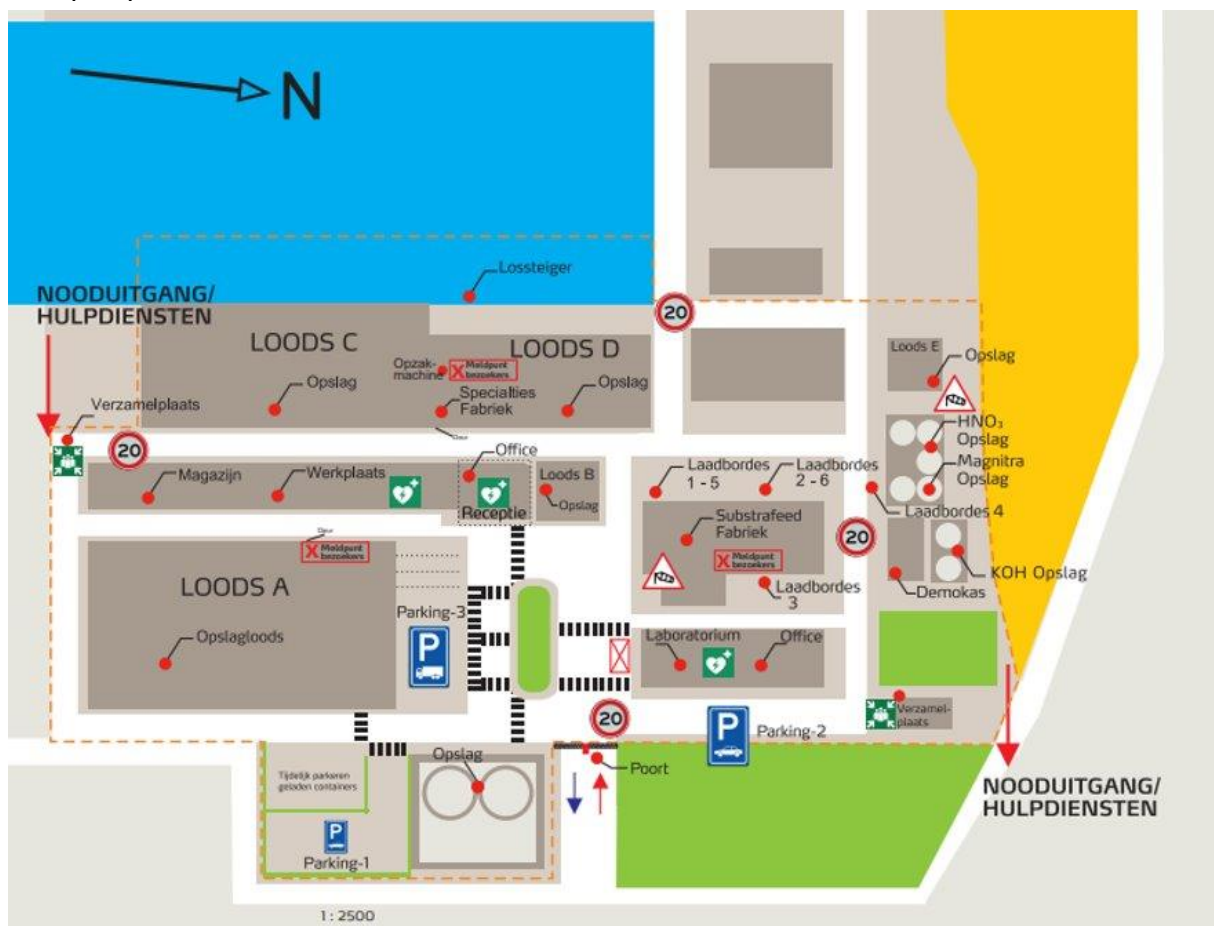 N
Lossteiger
NOODUITGANG/
HULPDIENSTEN
20
LOODS C
LOODS D
Opzak-
machine
X Meldpunt
bezoekers
Opslag
Specialties
Fabriek
Opslag
Loods E
Opslag
Verzamelplaats
Deur
HNO₃
Opslag
Magnitra
Opslag
20
Office
Magazijn
Werkplaats
Loods B
Opslag
Receptie
Laadbordes
1 - 5
Laadbordes
2 - 6
Laadbordes 4
Substrafeed
Fabriek
20
Deur
X Meldpunt
bezoekers
X Meldpunt
bezoekers
KOH Opslag
LOODS A
Laadbordes
3
Demokas
Parking-3
P
Opslagloods
Laboratorium
Office
20
P
Parking-2
Verzamel-
plaats
Opslag
Poort
Tijdelijk parkeren
geladen containers
P
Parking-1
NOODUITGANG/
HULPDIENSTEN
1 : 2500